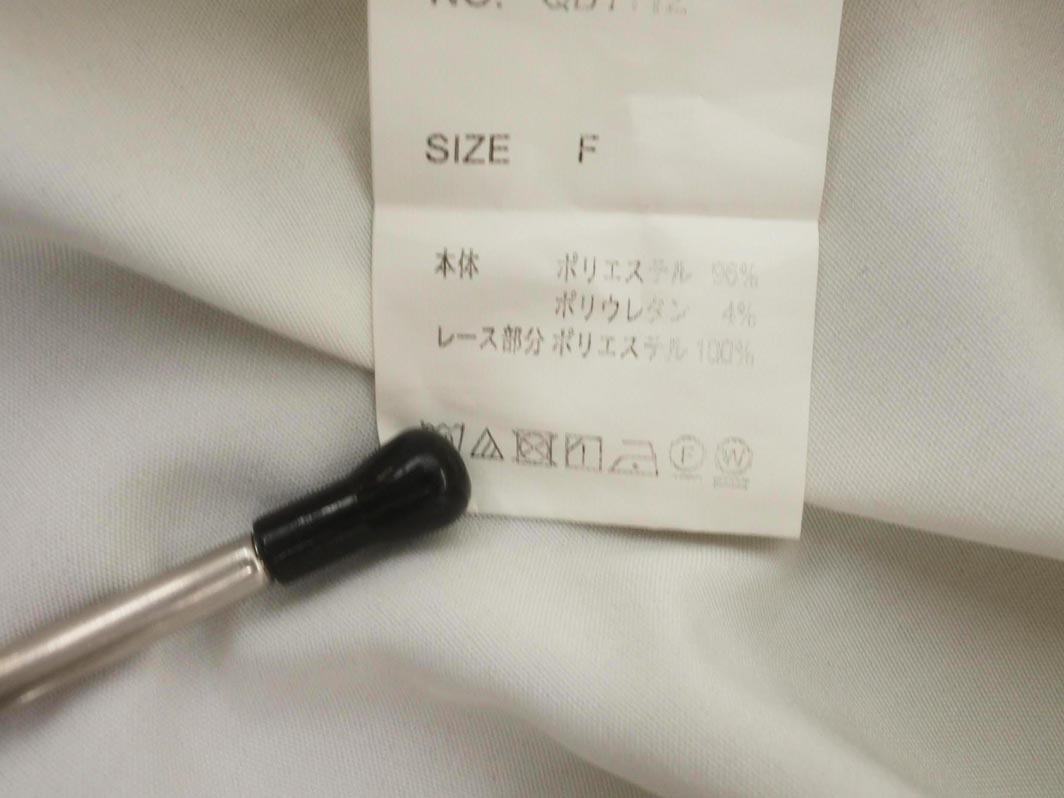 SIZE F
本体 ポリエステル 96%
ポリウレタン 4%
レース部分 ポリエステル 100%
F W